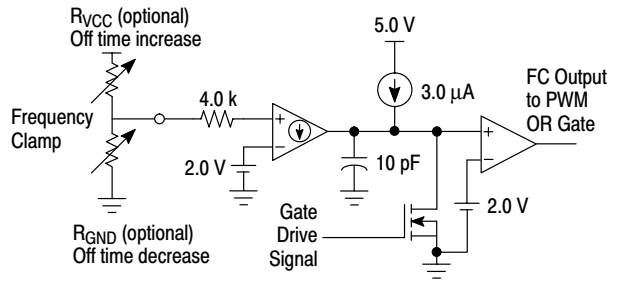 R_VCC (optional)
Off time increase
5.0 V
4.0 k
3.0 μA
FC Output
to PWM
OR Gate
Frequency
Clamp
+
−
+
−
2.0 V
10 pF
2.0 V
Gate
Drive
Signal
R_GND (optional)
Off time decrease